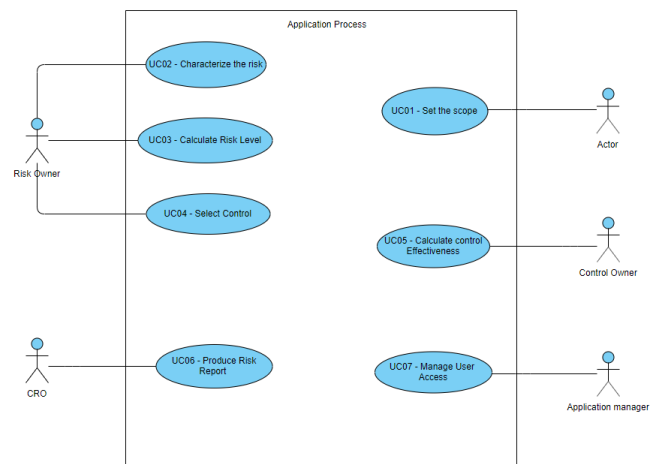 Application Process
UC02 - Characterize the risk
UC01 - Set the scope
UC03 - Calculate Risk Level
Actor
Risk Owner
UC04 - Select Control
UC05 - Calculate control
Effectiveness
Control Owner
UC06 - Produce Risk
Report
UC07 - Manage User
Access
CRO
Application manager